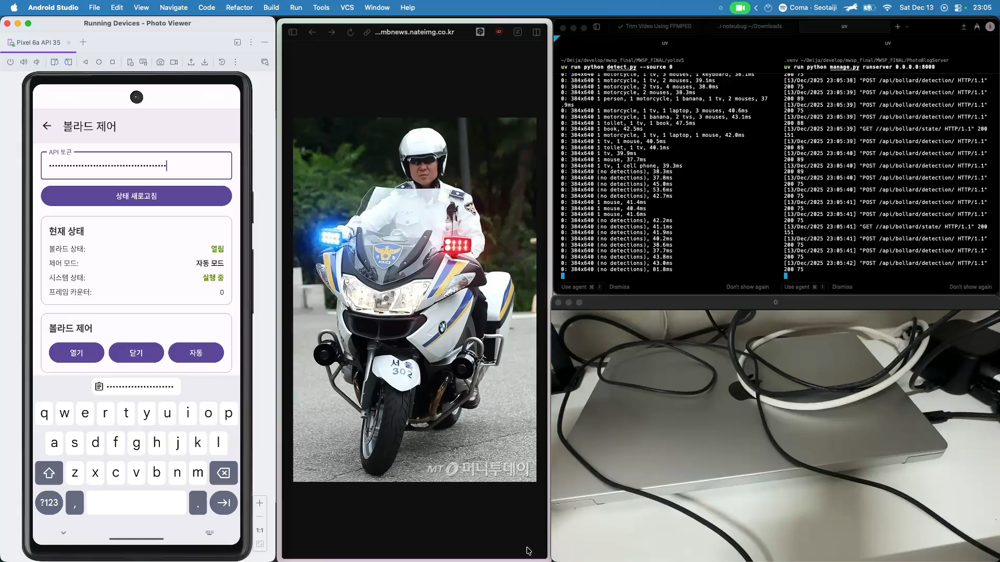 Android Studio File Edit View Navigate Code Refactor Build Run Tools VCS Window Help
Coma · Seotaiji Sat Dec 13 23:05
Running Devices - Photo Viewer
Pixel 6a API 35
볼라드 제어
API 토큰
••••••••••••••••••••••••••••••••••••••••
상태 새로고침
현재 상태
볼라드 상태: 열림
제어 모드: 자동 모드
시스템 상태: 실행 중
프레임 카운터: 0
볼라드 제어
열기 닫기 자동
••••••••••••••••••••••
q w e r t y u i o p
a s d f g h j k l
z x c v b n m
?123 , .
1:1
...mbnews.nateimg.co.kr
POLICE
서울
302
MT 머니투데이
Trim Video Using FFMPEG ..i-noteubug:~/Downloads uv
uv
~/Omija/develop/mwsp_final/MWSP_FINAL/yolov5
uv run python detect.py --source 0
0: 384x640 1 motorcycle, 1 tv, 3 mouses, 1 keyboard, 38.1ms
0: 384x640 1 motorcycle, 1 tv, 2 mouses, 39.1ms
0: 384x640 1 motorcycle, 2 tvs, 4 mouses, 38.0ms
0: 384x640 1 motorcycle, 2 mouses, 38.3ms
0: 384x640 1 person, 1 motorcycle, 1 banana, 1 tv, 2 mouses, 37
.9ms
0: 384x640 1 motorcycle, 1 tv, 1 laptop, 3 mouses, 40.6ms
0: 384x640 1 motorcycle, 1 banana, 2 tvs, 3 mouses, 43.1ms
0: 384x640 1 toilet, 1 tv, 1 book, 47.5ms
0: 384x640 1 book, 42.5ms
0: 384x640 1 motorcycle, 1 tv, 1 laptop, 1 mouse, 42.0ms
0: 384x640 1 tv, 1 mouse, 40.5ms
0: 384x640 1 toilet, 1 tv, 40.1ms
0: 384x640 1 tv, 39.9ms
0: 384x640 1 mouse, 37.7ms
0: 384x640 1 tv, 1 cell phone, 39.3ms
0: 384x640 (no detections), 38.3ms
0: 384x640 (no detections), 37.8ms
0: 384x640 (no detections), 45.0ms
0: 384x640 (no detections), 53.6ms
0: 384x640 (no detections), 42.7ms
0: 384x640 1 mouse, 41.4ms
0: 384x640 1 mouse, 40.4ms
0: 384x640 1 mouse, 41.6ms
0: 384x640 (no detections), 42.2ms
0: 384x640 (no detections), 41.1ms
0: 384x640 (no detections), 41.9ms
0: 384x640 (no detections), 40.2ms
0: 384x640 (no detections), 38.6ms
0: 384x640 (no detections), 37.7ms
0: 384x640 (no detections), 43.8ms
0: 384x640 (no detections), 43.0ms
0: 384x640 (no detections), 81.8ms
Use agent ⌘ I Dismiss Don't show again
uv
.venv ~/Omija/develop/mwsp_final/MWSP_FINAL/PhotoBlogServer
uv run python manage.py runserver 0.0.0.0:8000
200 75
[13/Dec/2025 23:05:38] "POST /api/bollard/detection/ HTTP/1.1"
200 75
[13/Dec/2025 23:05:39] "POST /api/bollard/detection/ HTTP/1.1"
200 89
[13/Dec/2025 23:05:39] "POST /api/bollard/detection/ HTTP/1.1"
200 75
[13/Dec/2025 23:05:39] "POST /api/bollard/detection/ HTTP/1.1"
200 88
[13/Dec/2025 23:05:39] "GET //api/bollard/state/ HTTP/1.1" 200
151
[13/Dec/2025 23:05:39] "POST /api/bollard/detection/ HTTP/1.1"
200 89
[13/Dec/2025 23:05:40] "POST /api/bollard/detection/ HTTP/1.1"
200 89
[13/Dec/2025 23:05:40] "POST /api/bollard/detection/ HTTP/1.1"
200 89
[13/Dec/2025 23:05:40] "POST /api/bollard/detection/ HTTP/1.1"
200 75
[13/Dec/2025 23:05:40] "POST /api/bollard/detection/ HTTP/1.1"
200 75
[13/Dec/2025 23:05:41] "POST /api/bollard/detection/ HTTP/1.1"
200 75
[13/Dec/2025 23:05:41] "POST /api/bollard/detection/ HTTP/1.1"
200 75
[13/Dec/2025 23:05:41] "GET //api/bollard/state/ HTTP/1.1" 200
151
[13/Dec/2025 23:05:41] "POST /api/bollard/detection/ HTTP/1.1"
200 75
[13/Dec/2025 23:05:41] "POST /api/bollard/detection/ HTTP/1.1"
200 75
[13/Dec/2025 23:05:42] "POST /api/bollard/detection/ HTTP/1.1"
200 75
Use agent ⌘ I Dismiss Don't show again
0